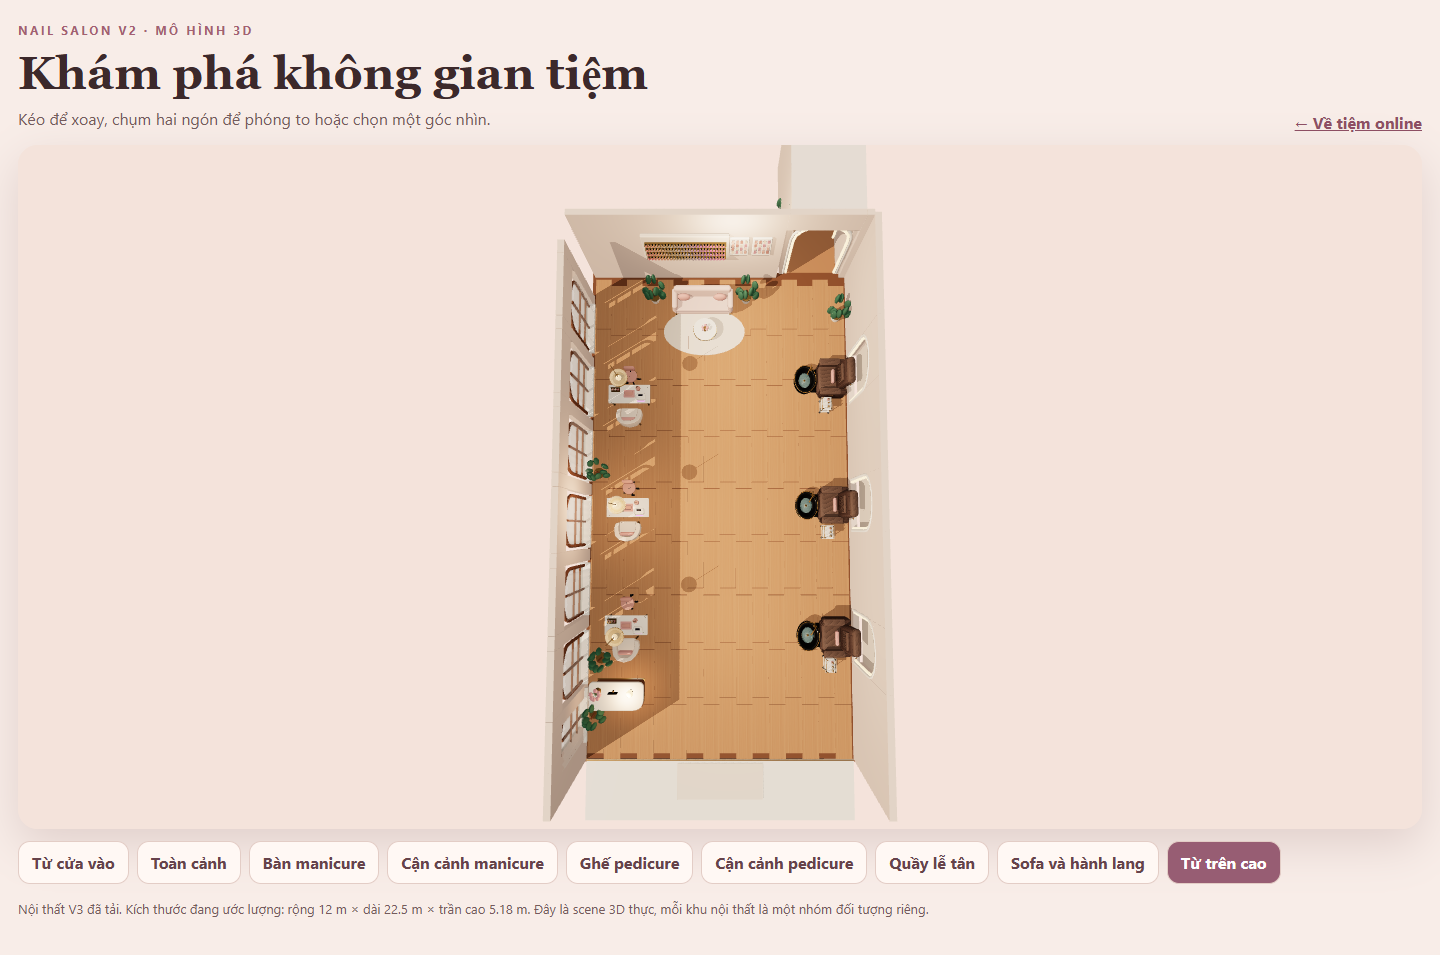 NAIL SALON V2 · MÔ HÌNH 3D
Khám phá không gian tiệm
Kéo để xoay, chụm hai ngón để phóng to hoặc chọn một góc nhìn.
← Về tiệm online
Từ cửa vào
Toàn cảnh
Bàn manicure
Cận cảnh manicure
Ghế pedicure
Cận cảnh pedicure
Quầy lễ tân
Sofa và hành lang
Từ trên cao
Nội thất V3 đã tải. Kích thước đang ước lượng: rộng 12 m × dài 22.5 m × trần cao 5.18 m. Đây là scene 3D thực, mỗi khu nội thất là một nhóm đối tượng riêng.